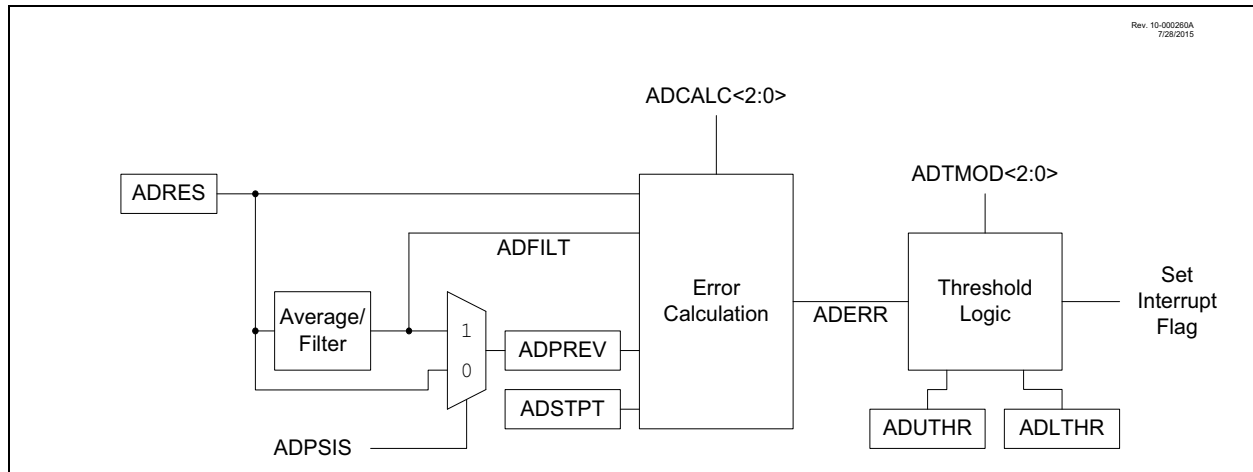 Rev. 10-000260A
7/28/2015
ADCALC<2:0>
ADRES
ADTMOD<2:0>
ADFILT
Error
Calculation
Average/
Filter
1
0
ADPREV
ADSTPT
ADPSIS
ADERR
Threshold
Logic
Set
Interrupt
Flag
ADUTHR
ADLTHR